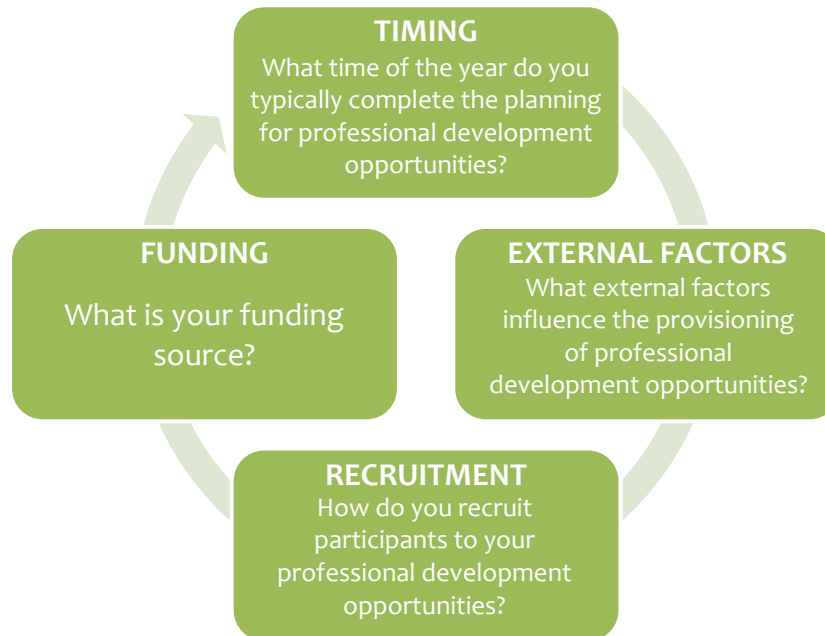 TIMING
What time of the year do you
typically complete the planning
for professional development
opportunities?
FUNDING
What is your funding
source?
EXTERNAL FACTORS
What external factors
influence the provisioning
of professional
development opportunities?
RECRUITMENT
How do you recruit
participants to your
professional development
opportunities?